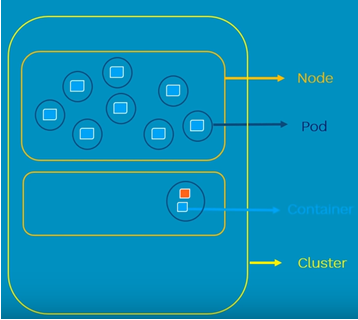 Node
Pod
Container
Cluster